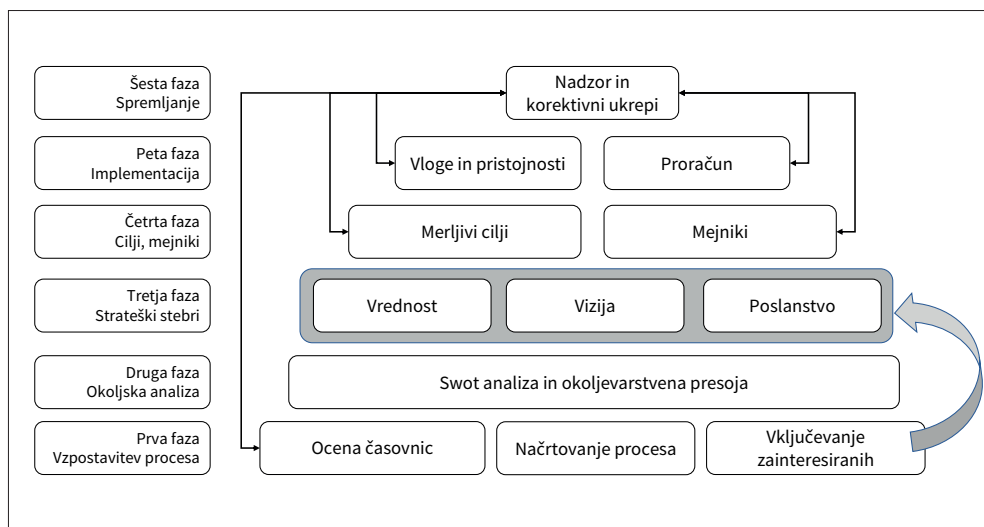 Šesta faza
Spremljanje
Nadzor in
korektivni ukrepi
Peta faza
Implementacija
Vloge in pristojnosti
Proračun
Četrta faza
Cilji, mejniki
Merljivi cilji
Mejniki
Tretja faza
Strateški stebri
Vrednost
Vizija
Poslanstvo
Druga faza
Okoljska analiza
Swot analiza in okoljevarstvena presoja
Prva faza
Vzpostavitev procesa
Ocena časovnic
Načrtovanje procesa
Vključevanje
zainteresiranih